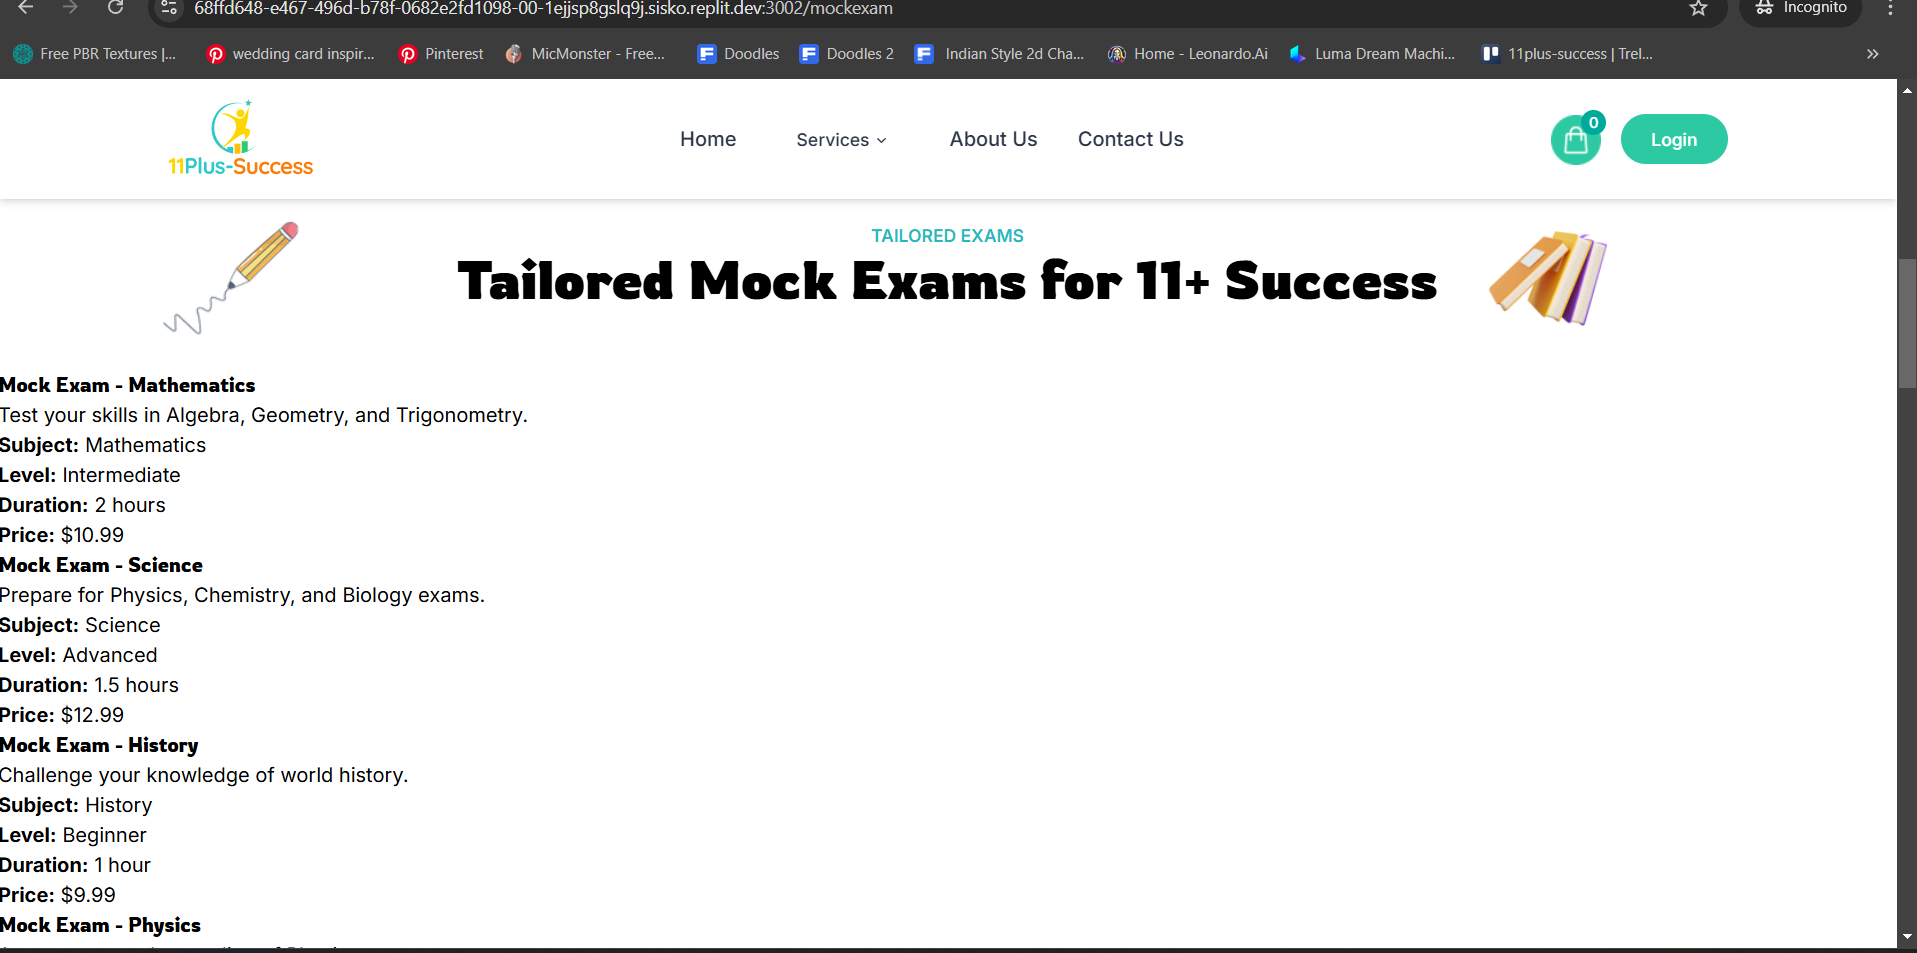 68ffd648-e467-496d-b78f-0682e2fd1098-00-1ejjsp8gslq9j.sisko.replit.dev:3002/mockexam
Incognito
Free PBR Textures |...
wedding card inspir...
Pinterest
MicMonster - Free...
Doodles
Doodles 2
Indian Style 2d Cha...
Home - Leonardo.Ai
Luma Dream Machi...
11plus-success | Trel...
11Plus-Success
Home
Services
About Us
Contact Us
0
Login
TAILORED EXAMS
Tailored Mock Exams for 11+ Success
Mock Exam - Mathematics
Test your skills in Algebra, Geometry, and Trigonometry.
Subject: Mathematics
Level: Intermediate
Duration: 2 hours
Price: $10.99
Mock Exam - Science
Prepare for Physics, Chemistry, and Biology exams.
Subject: Science
Level: Advanced
Duration: 1.5 hours
Price: $12.99
Mock Exam - History
Challenge your knowledge of world history.
Subject: History
Level: Beginner
Duration: 1 hour
Price: $9.99
Mock Exam - Physics